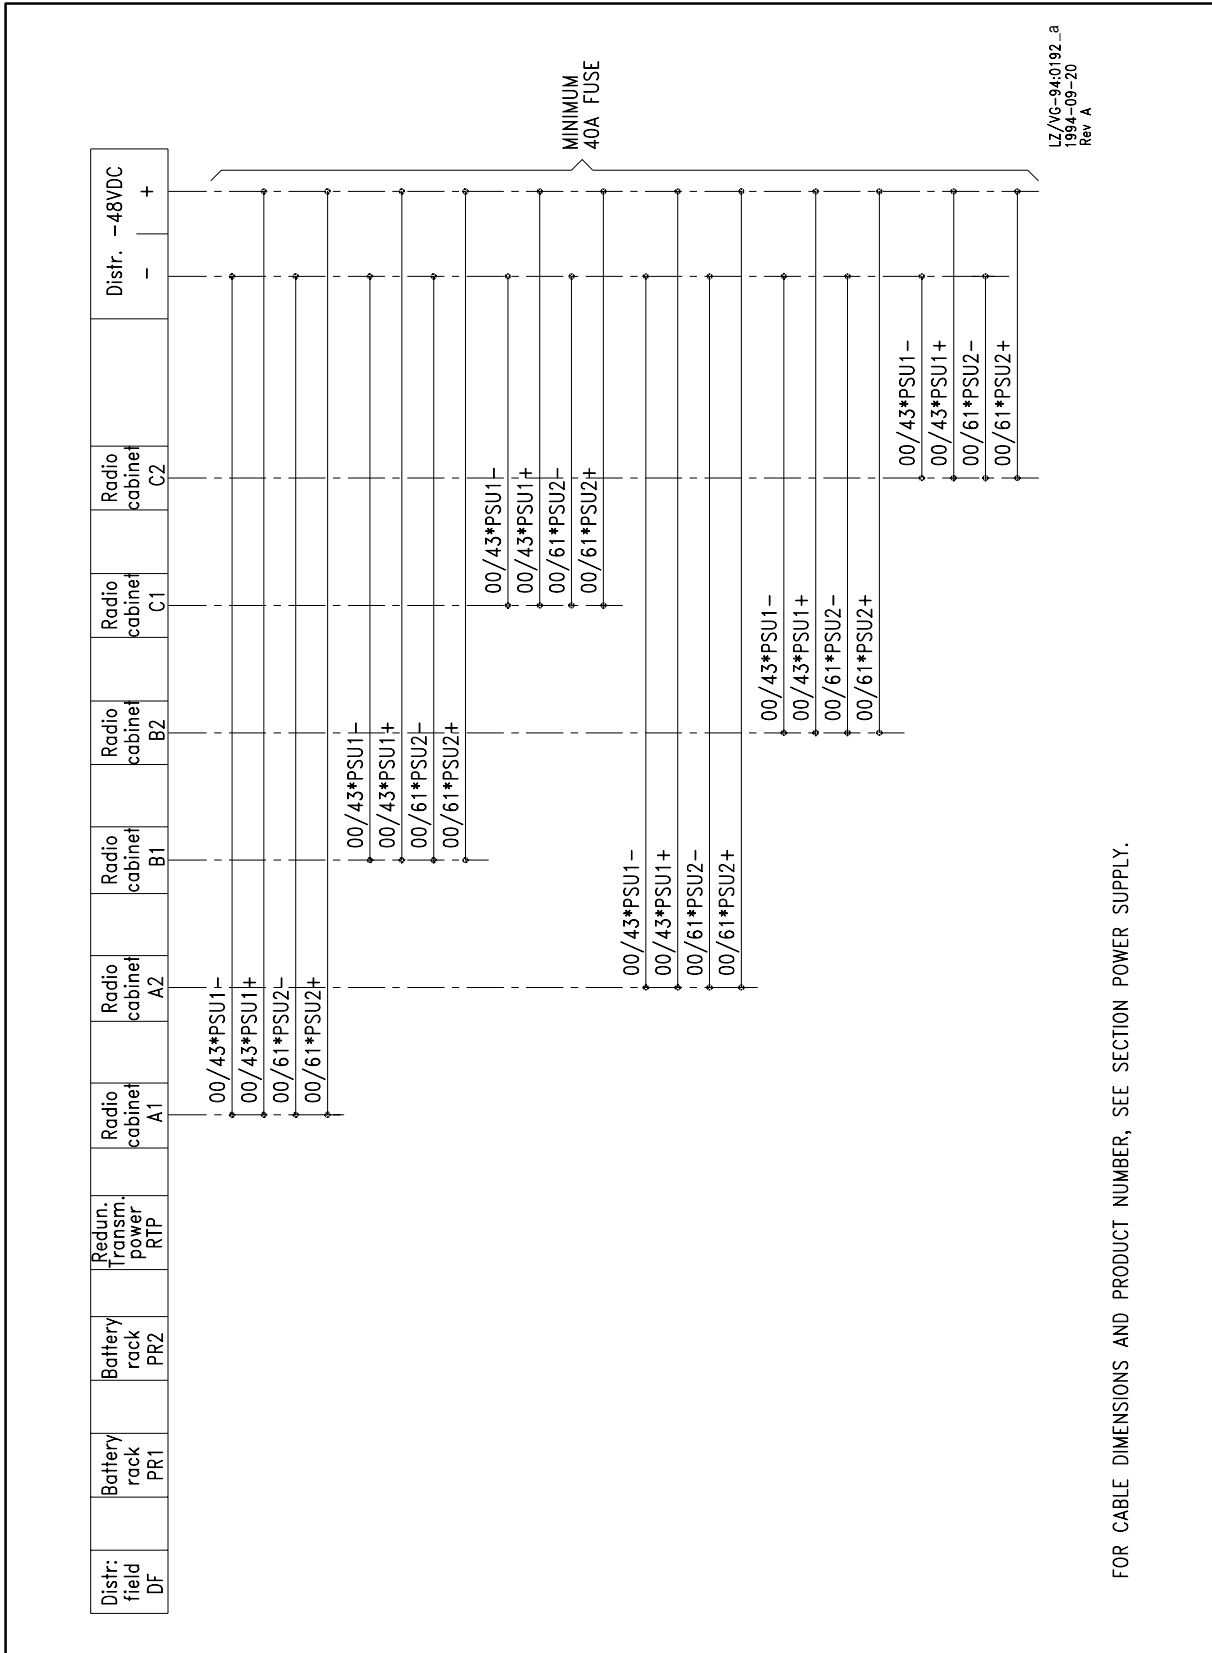 Distr:
field
DF
Battery
rack
PR1
Battery
rack
PR2
Redun.
Transm.
power
RTP
Radio
cabinet
A1
Radio
cabinet
A2
Radio
cabinet
B1
Radio
cabinet
B2
Radio
cabinet
C1
Radio
cabinet
C2
Distr. -48VDC
- +
00/43*PSU1-
00/43*PSU1+
00/61*PSU2-
00/61*PSU2+
00/43*PSU1-
00/43*PSU1+
00/61*PSU2-
00/61*PSU2+
00/43*PSU1-
00/43*PSU1+
00/61*PSU2-
00/61*PSU2+
00/43*PSU1-
00/43*PSU1+
00/61*PSU2-
00/61*PSU2+
00/43*PSU1-
00/43*PSU1+
00/61*PSU2-
00/61*PSU2+
00/43*PSU1-
00/43*PSU1+
00/61*PSU2-
00/61*PSU2+
MINIMUM
40A FUSE
LZ/VG-94:0192_a
1994-09-20
Rev A
FOR CABLE DIMENSIONS AND PRODUCT NUMBER, SEE SECTION POWER SUPPLY.